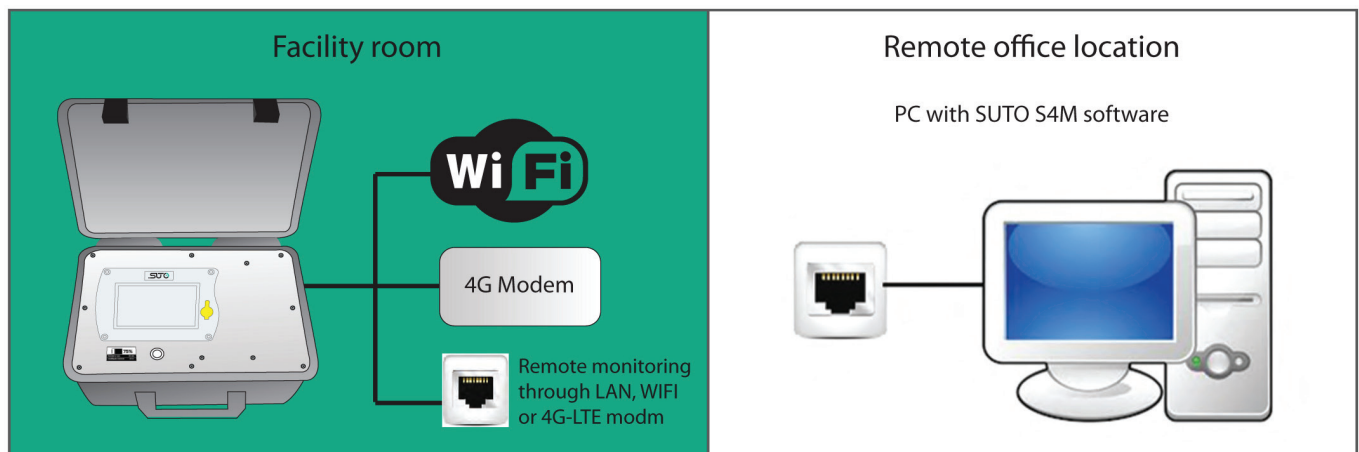 Facility room
SUTO
75%
WiFi
4G Modem
Remote monitoring
through LAN, WIFI
or 4G-LTE modm
Remote office location
PC with SUTO S4M software